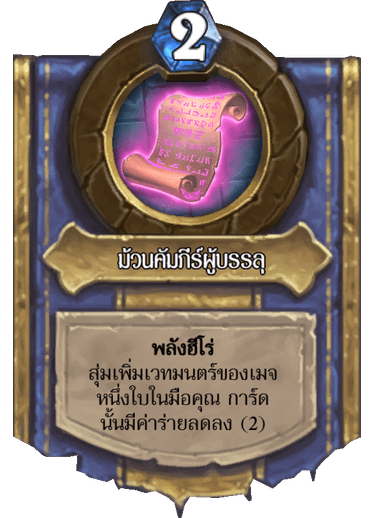 2
ม้วนคัมภีร์ผู้บรรลุ
พลังฮีโร่
สุ่มเพิ่มเวทมนตร์ของเมจ
หนึ่งใบในมือคุณ การ์ด
นั้นมีค่าร่ายลดลง (2)